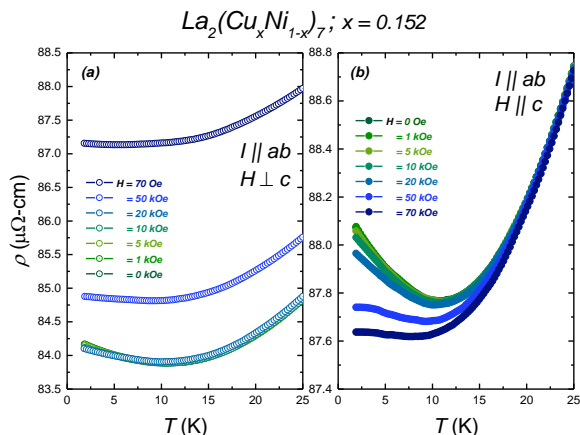 La2(CuxNi1-x)7; x = 0.152
(a)
I || ab
H ⊥ c
H = 70 Oe
= 50 kOe
= 20 kOe
= 10 kOe
= 5 kOe
= 1 kOe
= 0 kOe
88.5
88.0
87.5
87.0
86.5
86.0
85.5
85.0
84.5
84.0
83.5
0 5 10 15 20 25
ρ (μΩ-cm)
T (K)
(b)
I || ab
H || c
H = 0 Oe
= 1 kOe
= 5 kOe
= 10 kOe
= 20 kOe
= 50 kOe
= 70 kOe
88.8
88.6
88.4
88.2
88.0
87.8
87.6
87.4
0 5 10 15 20 25
T (K)